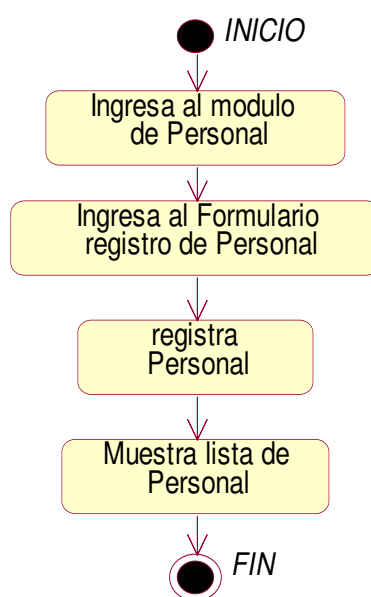 INICIO
Ingresa al modulo
de Personal
Ingresa al Formulario
registro de Personal
registra
Personal
Muestra lista de
Personal
FIN